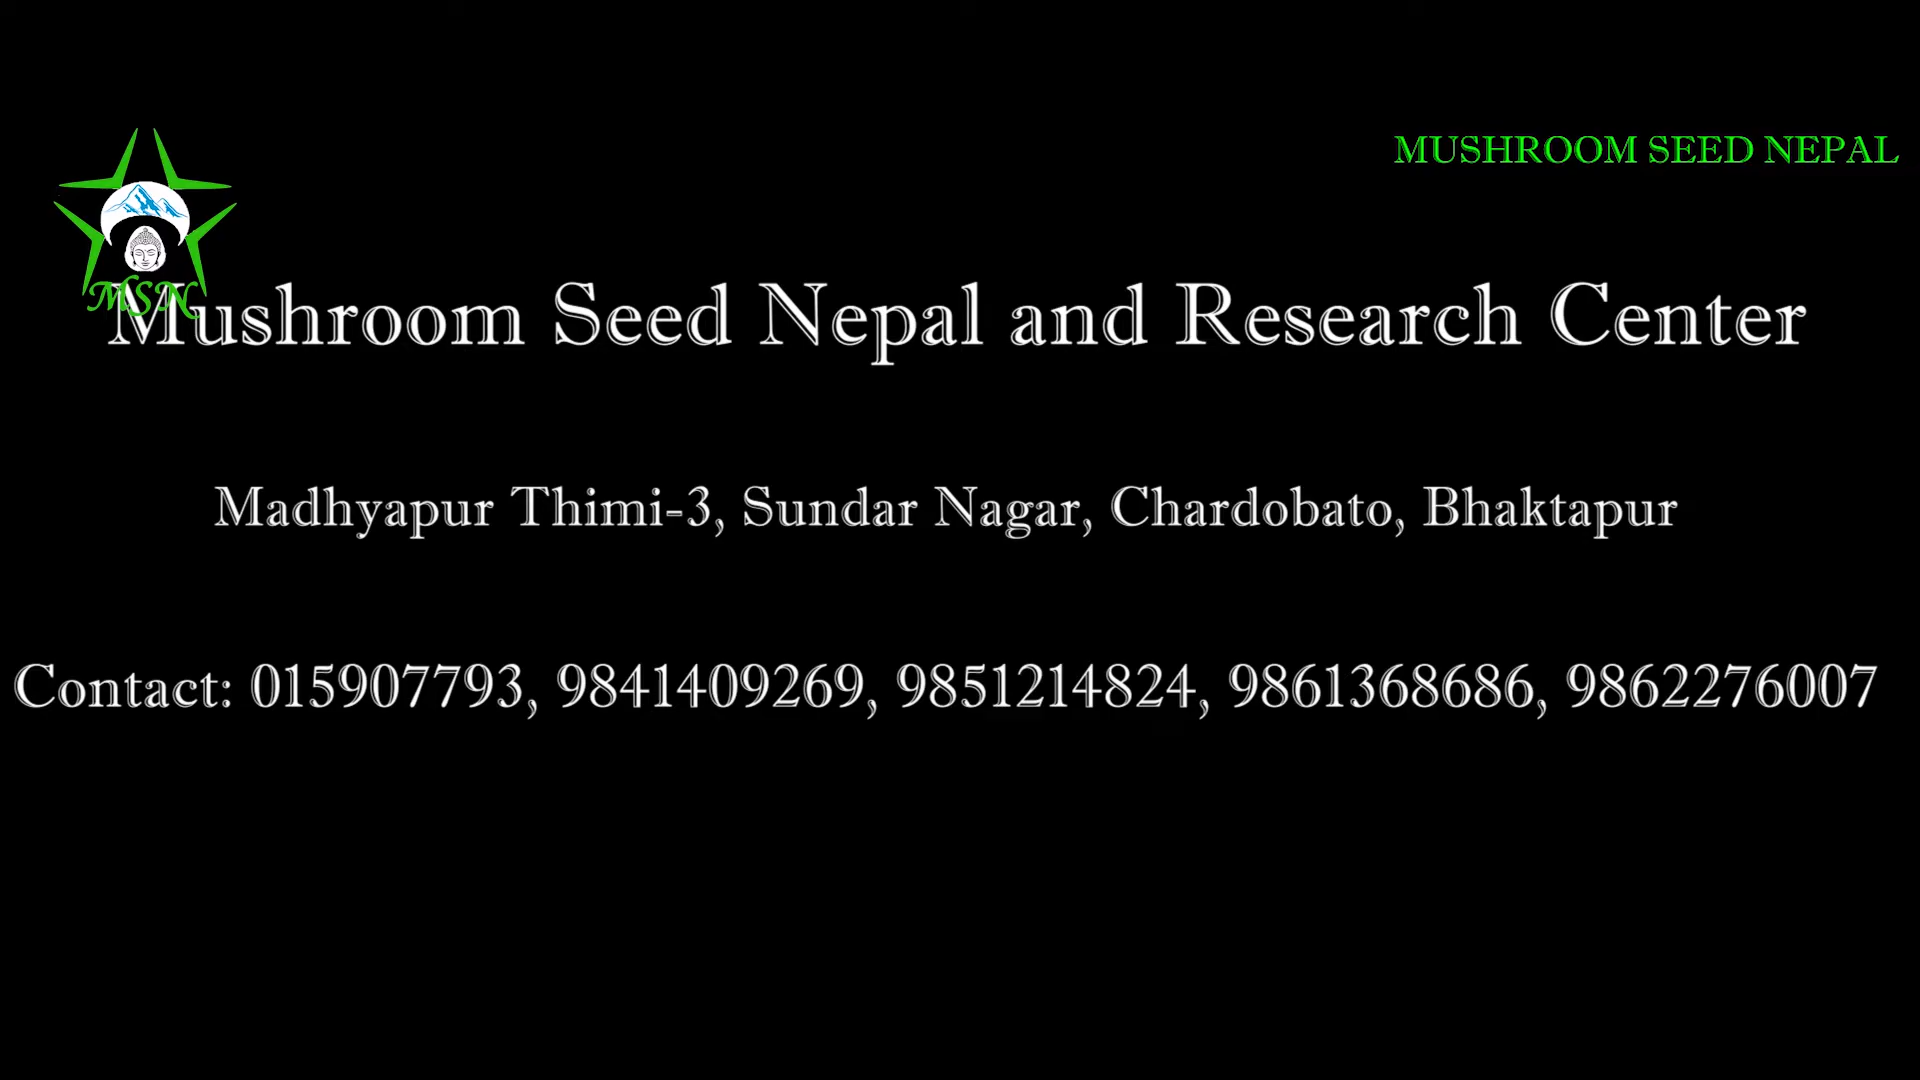 MUSHROOM SEED NEPAL
MSN
Mushroom Seed Nepal and Research Center
Madhyapur Thimi-3, Sundar Nagar, Chardobato, Bhaktapur
Contact: 015907793, 9841409269, 9851214824, 9861368686, 9862276007